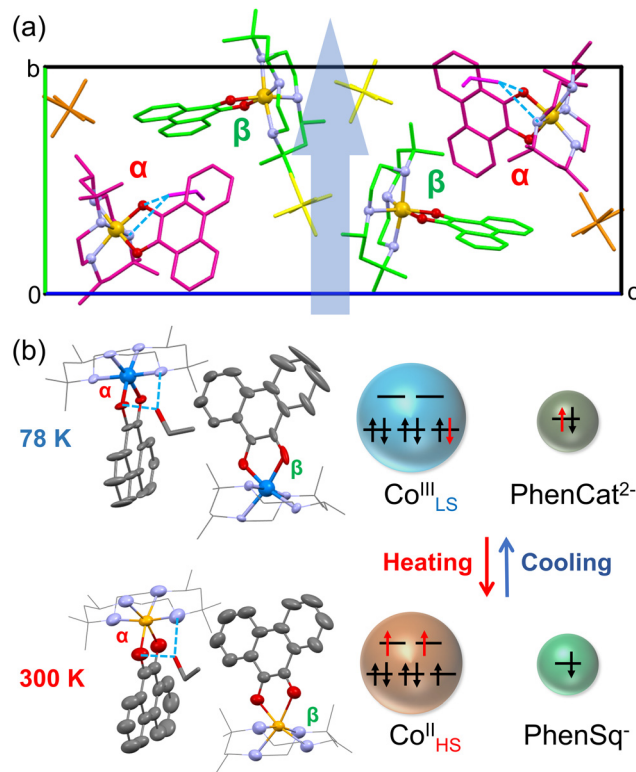 (a)
b
β
α
β
α
0
c
(b)
α
78 K
β
Co^III_LS PhenCat^2-
Heating Cooling
α
300 K
β
Co^II_HS PhenSq^-